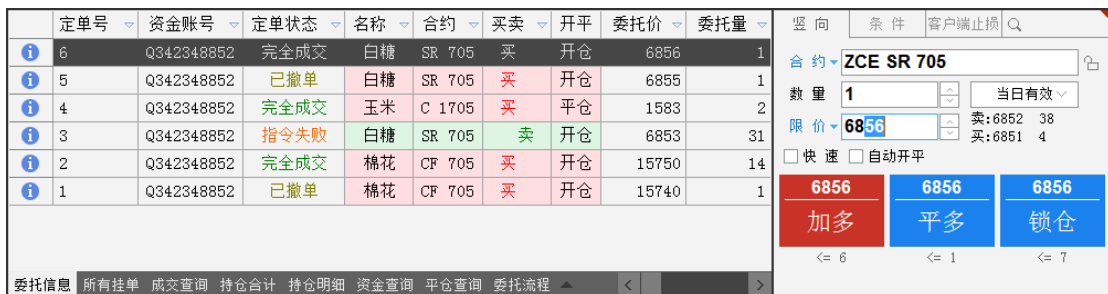 定单号 资金账号 定单状态 名称 合约 买卖 开平 委托价 委托量
6 Q342348852 完全成交 白糖 SR 705 买 开仓 6856 1
5 Q342348852 已撤单 白糖 SR 705 买 开仓 6855 1
4 Q342348852 完全成交 玉米 C 1705 买 平仓 1583 2
3 Q342348852 指令失败 白糖 SR 705 卖 开仓 6853 31
2 Q342348852 完全成交 棉花 CF 705 买 开仓 15750 14
1 Q342348852 已撤单 棉花 CF 705 买 开仓 15740 1
委托信息 所有挂单 成交查询 持仓合计 持仓明细 资金查询 平仓查询 委托流程
竖向 条件 客户端止损
合约 ZCE SR 705
数量 1 当日有效
限价 6856 卖:6852 38
买:6851 4
快速 自动开平
6856 6856 6856
加多 平多 锁仓
<= 6 <= 1 <= 7